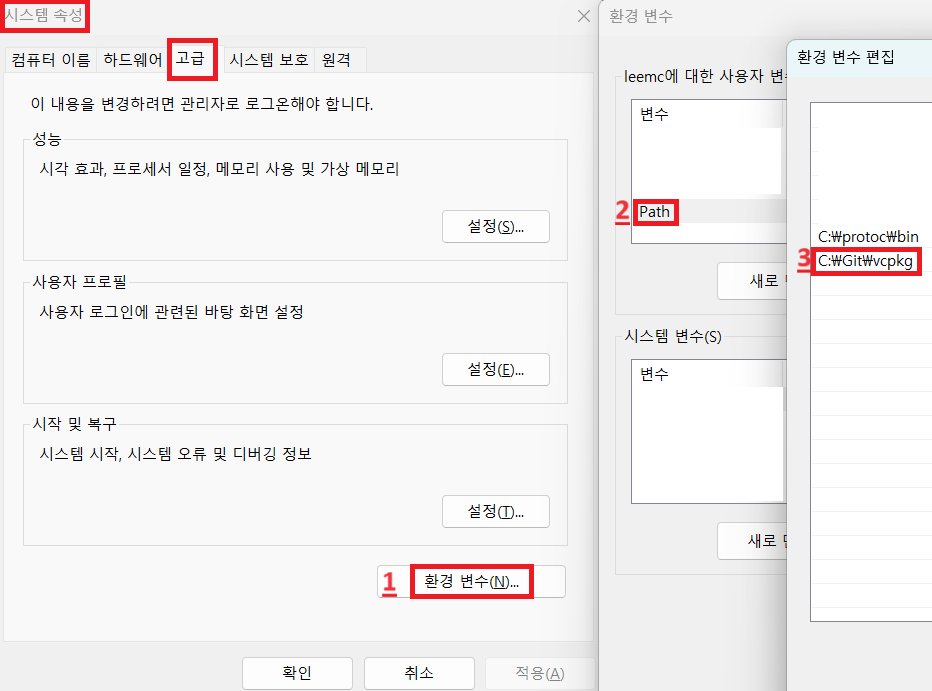 시스템 속성
컴퓨터 이름
하드웨어
고급
시스템 보호
원격
이 내용을 변경하려면 관리자로 로그온해야 합니다.
성능
시각 효과, 프로세서 일정, 메모리 사용 및 가상 메모리
설정(S)...
사용자 프로필
사용자 로그인에 관련된 바탕 화면 설정
설정(E)...
시작 및 복구
시스템 시작, 시스템 오류 및 디버깅 정보
설정(T)...
1
환경 변수(N)...
확인
취소
적용(A)
환경 변수
leemc에 대한 사용자
변수
2
Path
새로
시스템 변수(S)
변수
새로
환경 변수 편집
C:₩protoc₩bin
3
C:₩Git₩vcpkg